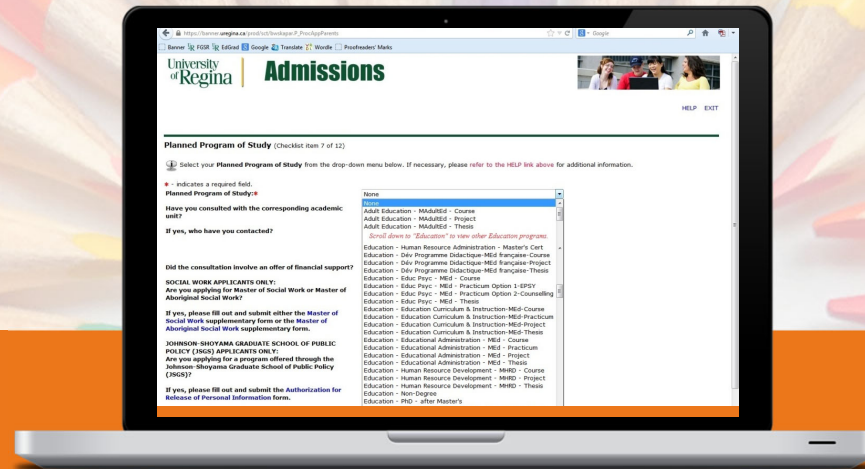 https://banner.uregina.ca/prod/sct/bwskapar.P_ProcAppParents
Google
Banner FGSR EdGrad Google Translate Wordle Proofreaders' Marks
University
of Regina
Admissions
HELP EXIT
Planned Program of Study (Checklist item 7 of 12)
Select your Planned Program of Study from the drop-down menu below. If necessary, please refer to the HELP link above for additional information.
* - indicates a required field.
Planned Program of Study:*
None
Have you consulted with the corresponding academic
unit?
If yes, who have you contacted?
Did the consultation involve an offer of financial support?
SOCIAL WORK APPLICANTS ONLY:
Are you applying for Master of Social Work or Master of
Aboriginal Social Work?
If yes, please fill out and submit either the Master of
Social Work supplementary form or the Master of
Aboriginal Social Work supplementary form.
JOHNSON-SHOYAMA GRADUATE SCHOOL OF PUBLIC
POLICY (JSGS) APPLICANTS ONLY:
Are you applying for a program offered through the
Johnson-Shoyama Graduate School of Public Policy
(JSGS)?
If yes, please fill out and submit the Authorization for
Release of Personal Information form.
None
Adult Education - MAdultEd - Course
Adult Education - MAdultEd - Project
Adult Education - MAdultEd - Thesis
Scroll down to "Education" to view other Education programs.
Education - Human Resource Administration - Master's Cert
Education - Dév Programme Didactique-MEd française-Course
Education - Dév Programme Didactique-MEd française-Project
Education - Dév Programme Didactique-MEd française-Thesis
Education - Educ Psyc - MEd - Course
Education - Educ Psyc - MEd - Practicum Option 1-EPSY
Education - Educ Psyc - MEd - Practicum Option 2-Counselling
Education - Educ Psyc - MEd - Thesis
Education - Education Curriculum & Instruction-MEd-Course
Education - Education Curriculum & Instruction-MEd-Practicum
Education - Education Curriculum & Instruction-MEd-Project
Education - Education Curriculum & Instruction-MEd-Thesis
Education - Educational Administration - MEd - Course
Education - Educational Administration - MEd - Practicum
Education - Educational Administration - MEd - Project
Education - Educational Administration - MEd - Thesis
Education - Human Resource Development - MHRD - Course
Education - Human Resource Development - MHRD - Project
Education - Human Resource Development - MHRD - Thesis
Education - Non-Degree
Education - PhD - after Master's